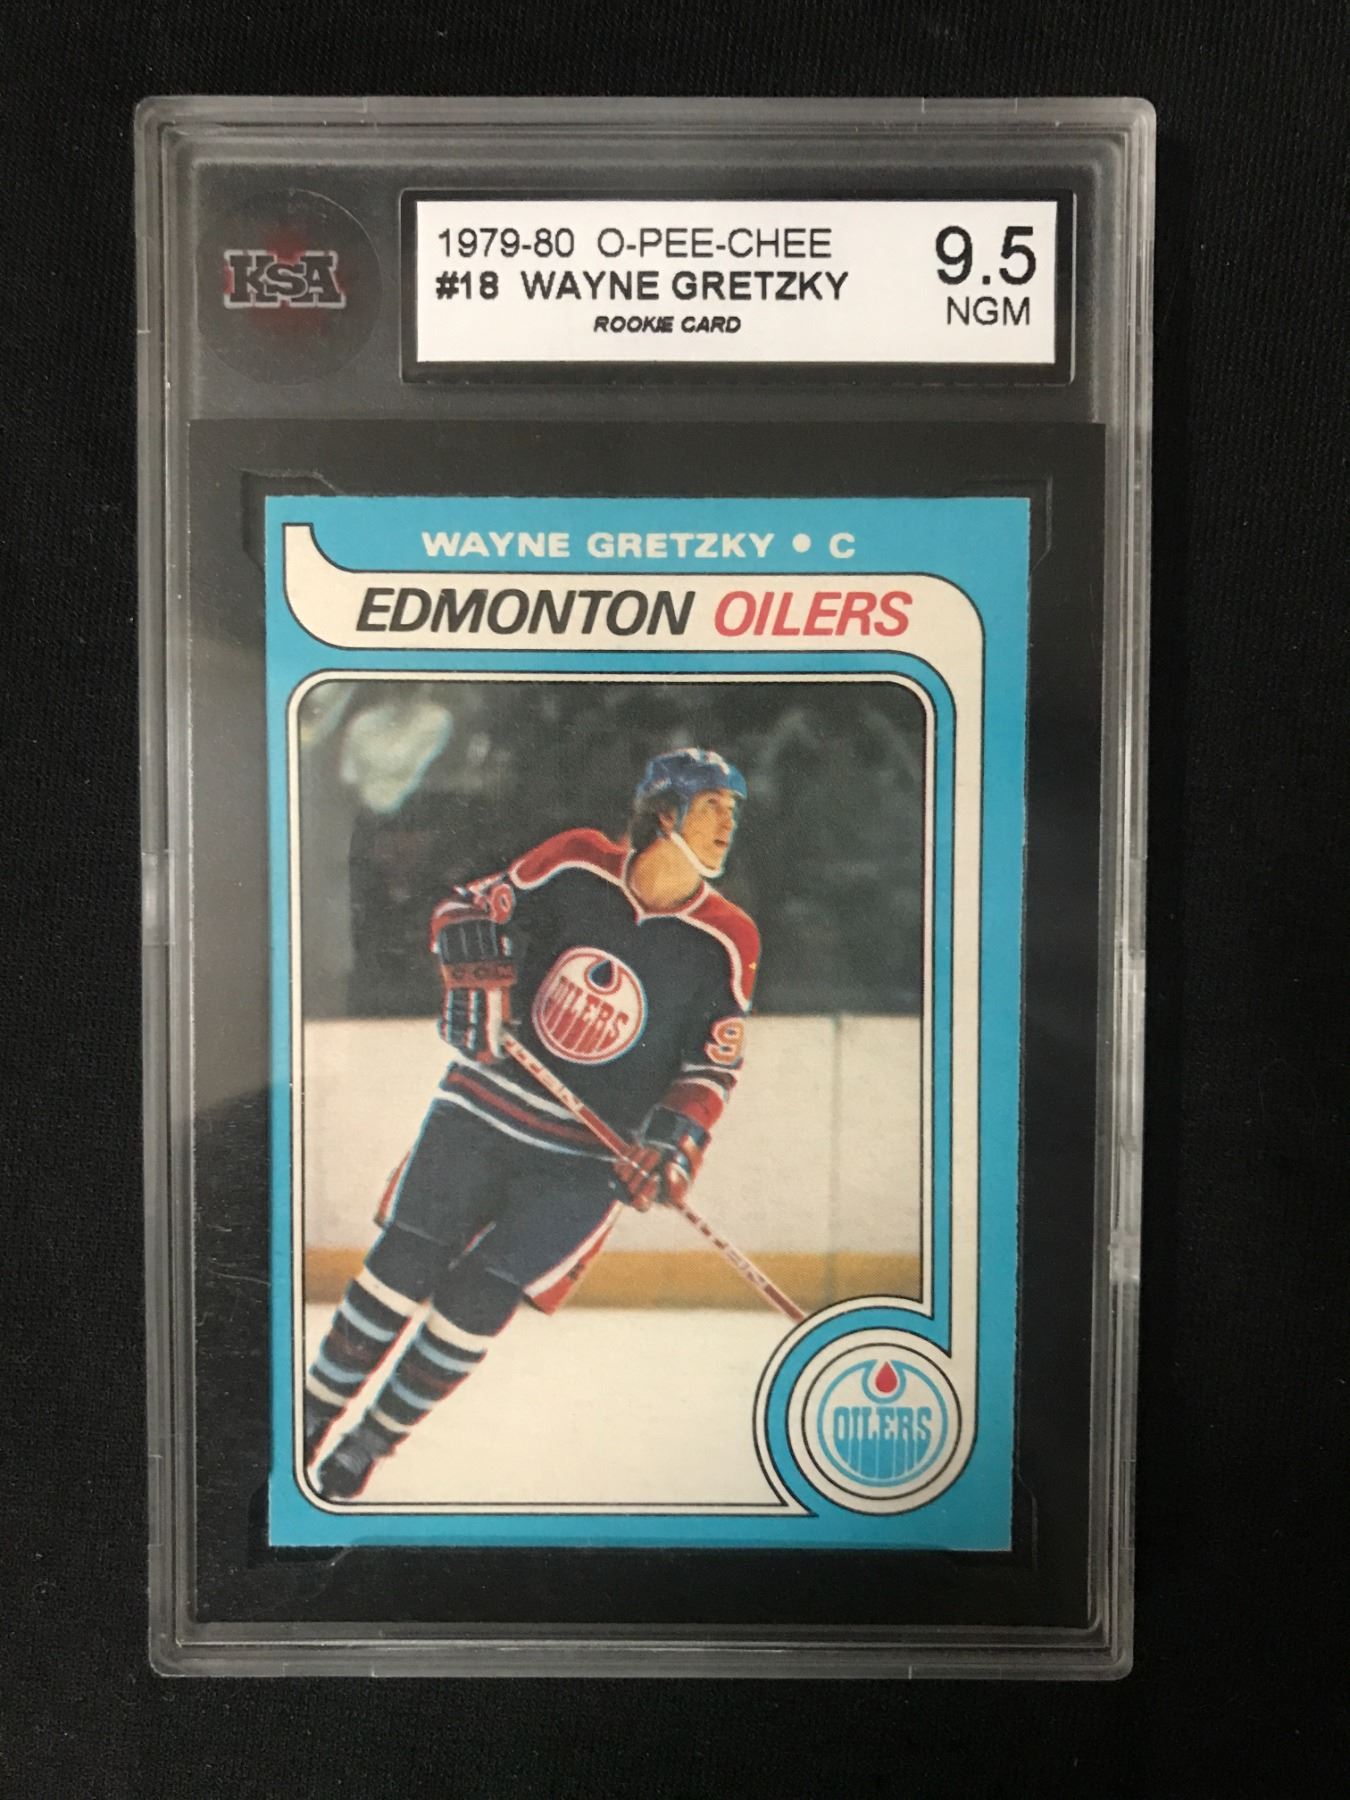 KSA
1979-80 O-PEE-CHEE
#18 WAYNE GRETZKY
ROOKIE CARD
9.5
NGM
WAYNE GRETZKY • C
EDMONTON OILERS
OILERS
9
OILERS